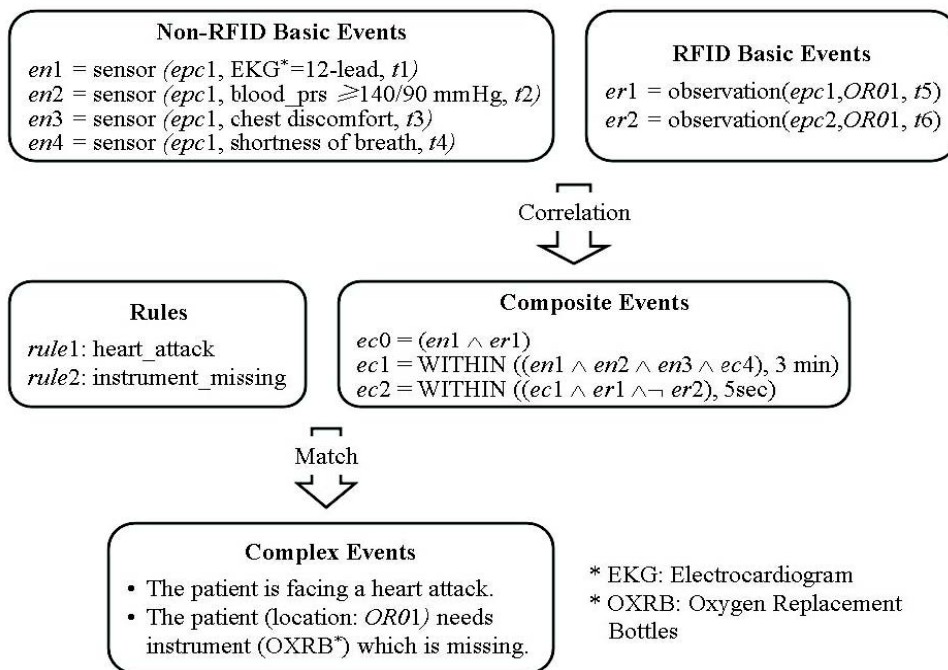 Non-RFID Basic Events
en1 = sensor (epc1, EKG*=12-lead, t1)
en2 = sensor (epc1, blood_prs ⩾140/90 mmHg, t2)
en3 = sensor (epc1, chest discomfort, t3)
en4 = sensor (epc1, shortness of breath, t4)
RFID Basic Events
er1 = observation(epc1,OR01, t5)
er2 = observation(epc2,OR01, t6)
Correlation
Rules
rule1: heart_attack
rule2: instrument_missing
Composite Events
ec0 = (en1 ∧ er1)
ec1 = WITHIN ((en1 ∧ en2 ∧ en3 ∧ ec4), 3 min)
ec2 = WITHIN ((ec1 ∧ er1 ∧¬ er2), 5sec)
Match
Complex Events
• The patient is facing a heart attack.
• The patient (location: OR01) needs
instrument (OXRB*) which is missing.
* EKG: Electrocardiogram
* OXRB: Oxygen Replacement
Bottles